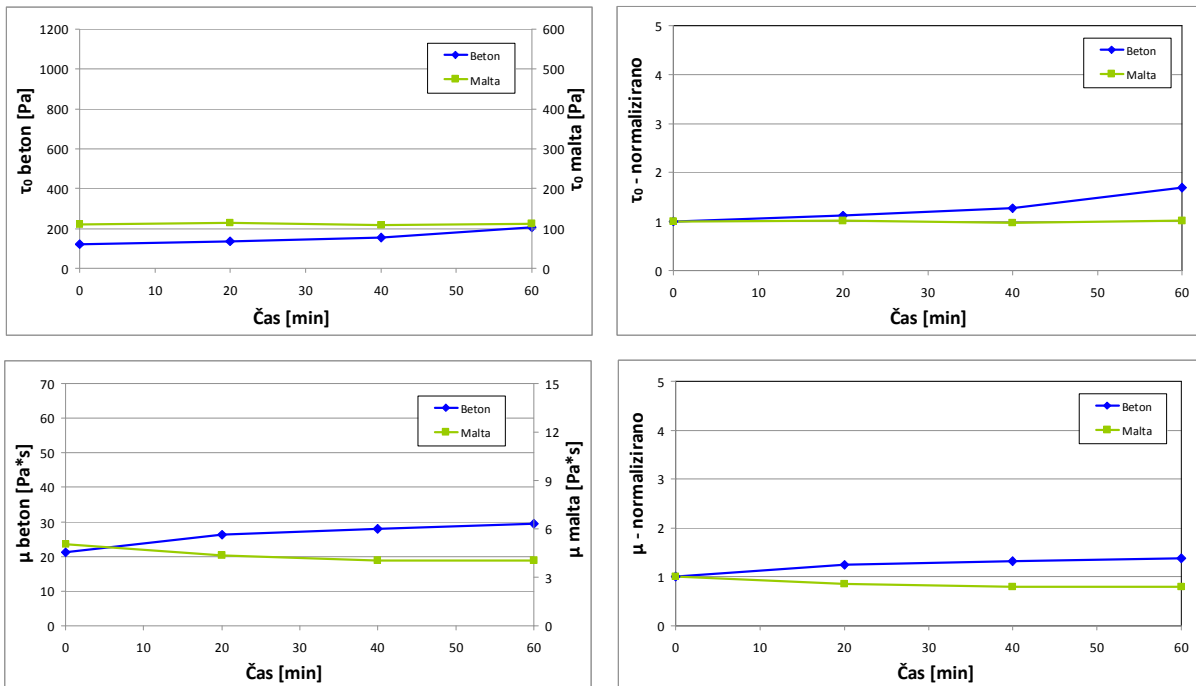 1200
1000
800
600
400
200
0
600
500
400
300
200
100
0
0 10 20 30 40 50 60
τ₀ beton [Pa]
τ₀ malta [Pa]
Čas [min]
Beton
Malta
5
4
3
2
1
0
0 10 20 30 40 50 60
τ₀ - normalizirano
Čas [min]
Beton
Malta
70
60
50
40
30
20
10
0
15
12
9
6
3
0
0 10 20 30 40 50 60
μ beton [Pa*s]
μ malta [Pa*s]
Čas [min]
Beton
Malta
5
4
3
2
1
0
0 10 20 30 40 50 60
μ - normalizirano
Čas [min]
Beton
Malta